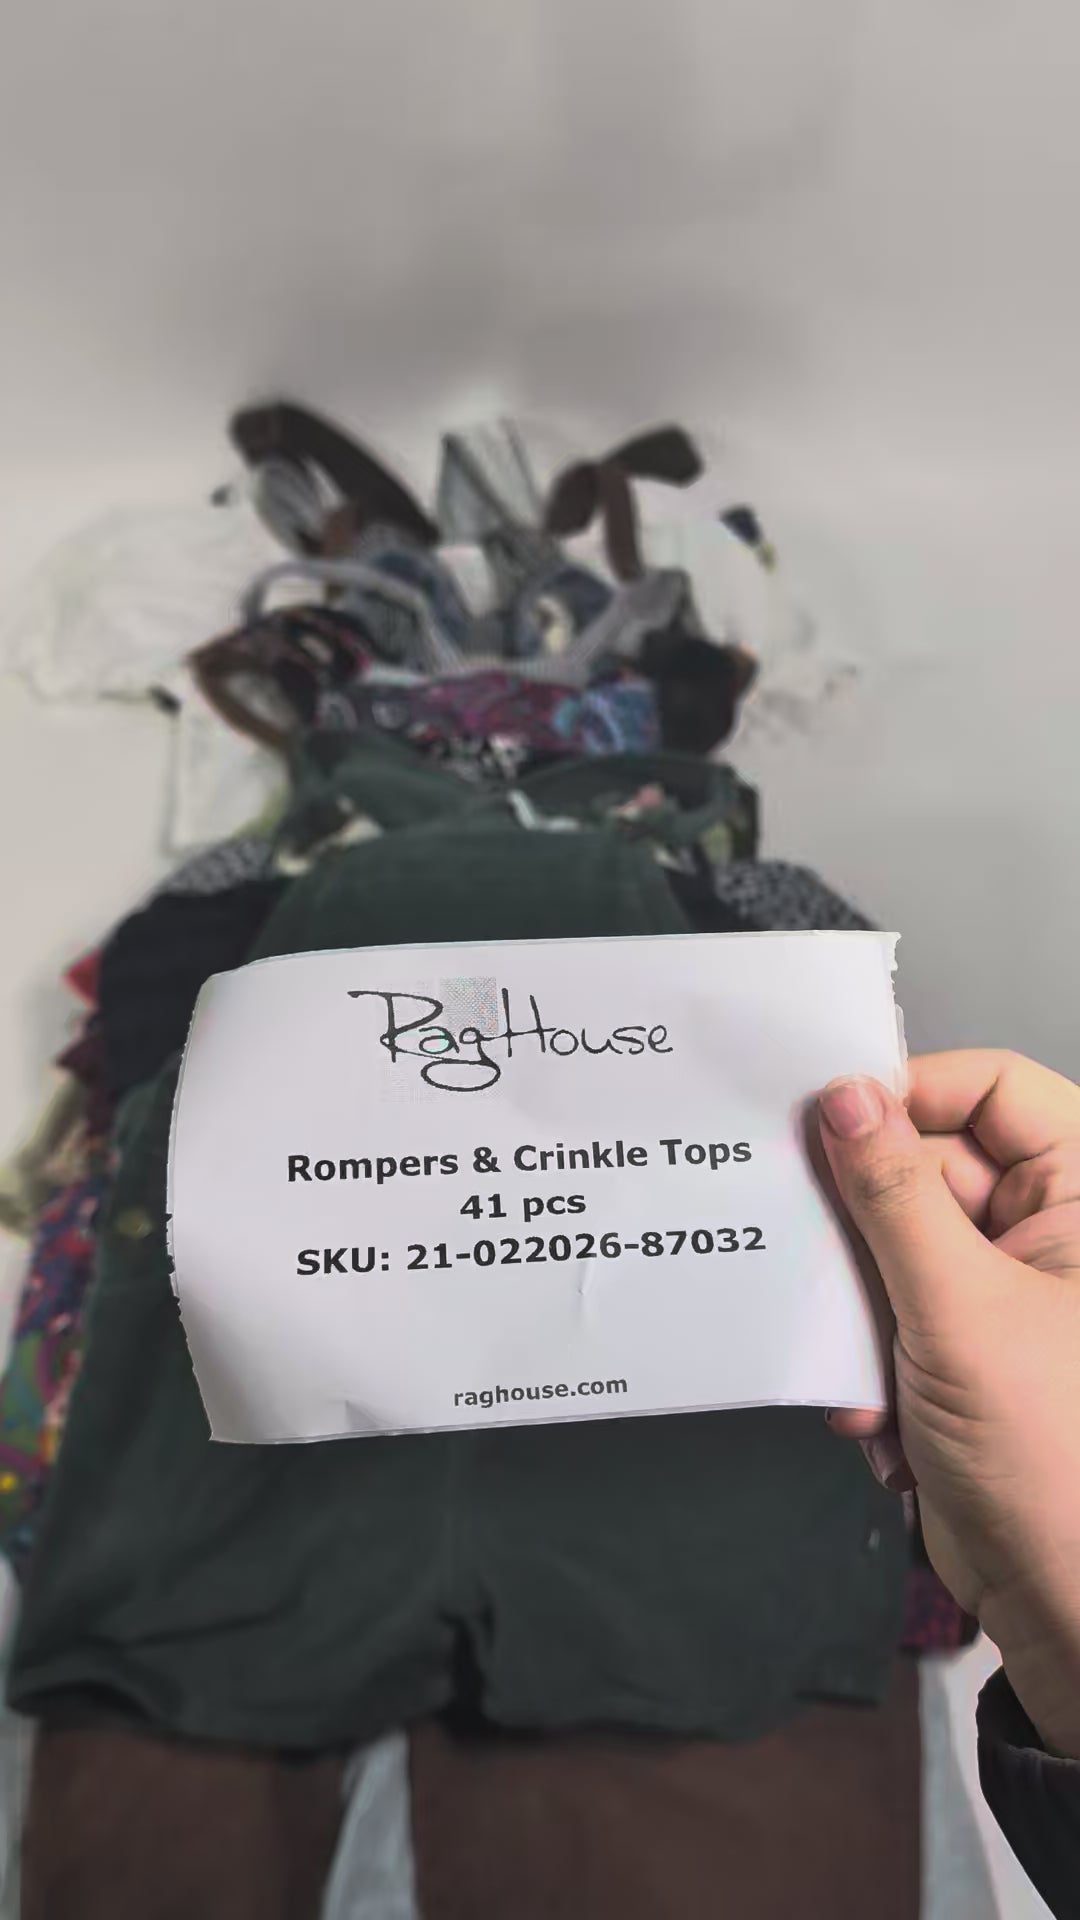 RagHouse
Rompers & Crinkle Tops
41 pcs
SKU: 21-022026-87032
raghouse.com